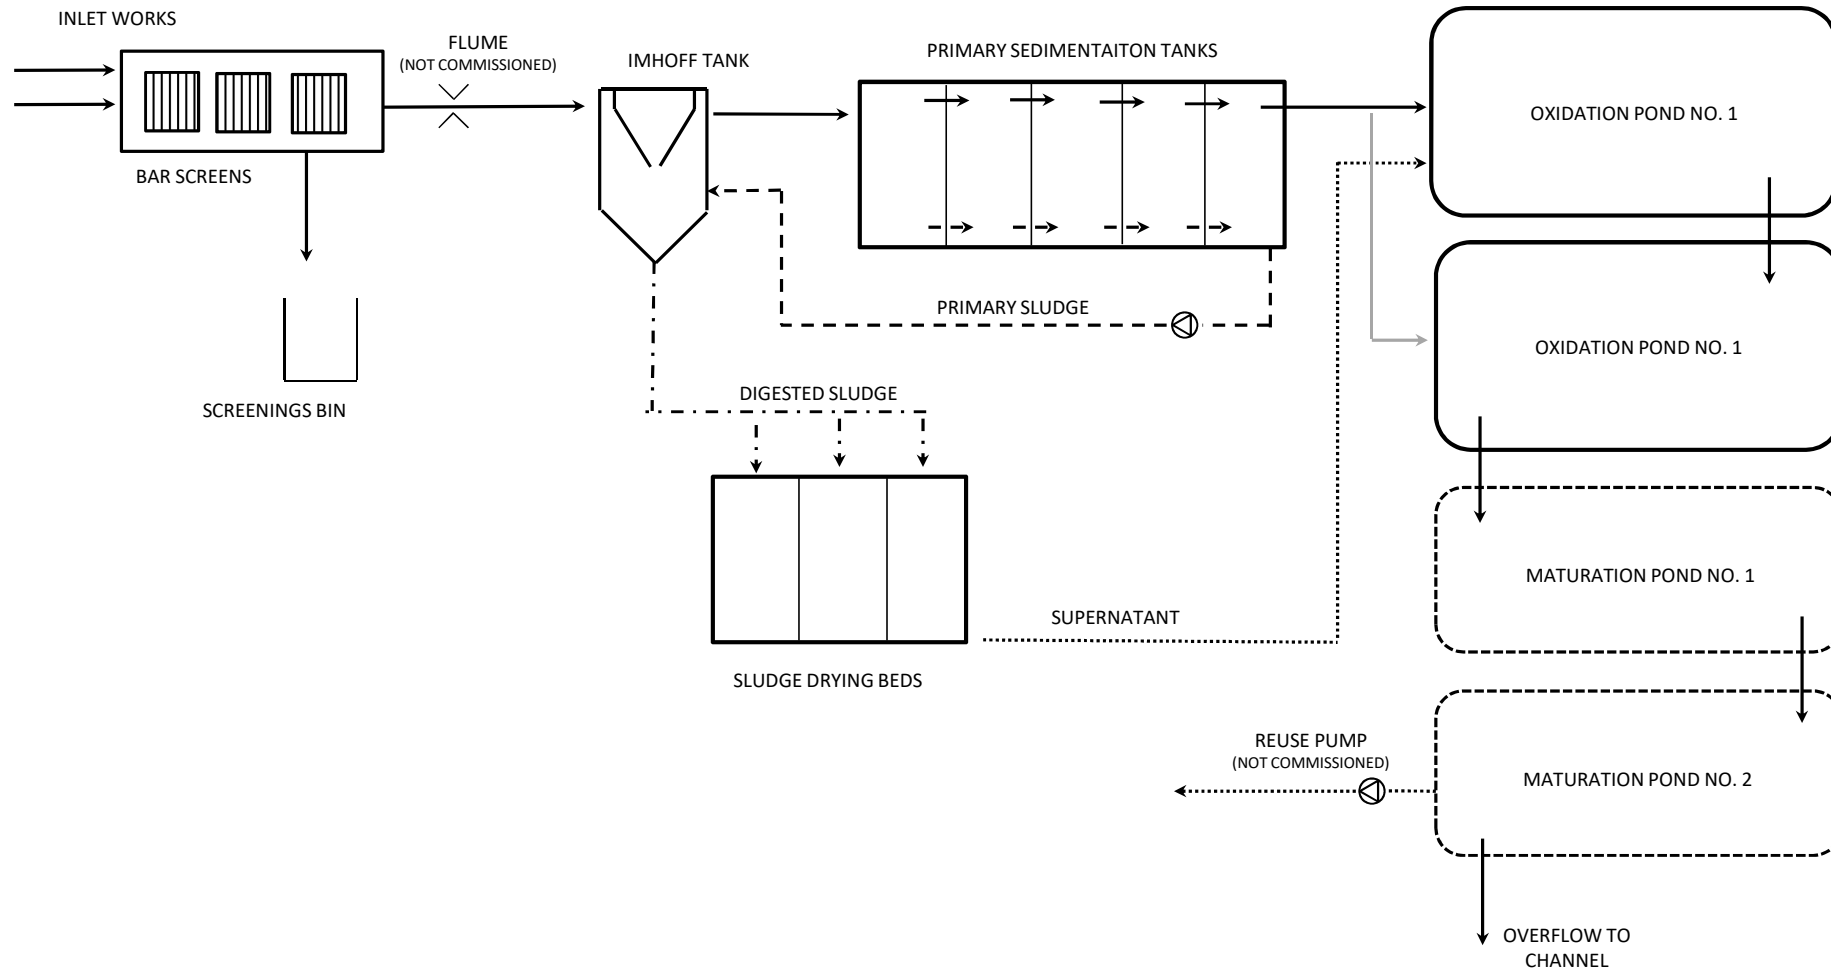 INLET WORKS
FLUME
(NOT COMMISSIONED)
IMHOFF TANK
PRIMARY SEDIMENTAITON TANKS
OXIDATION POND NO. 1
BAR SCREENS
PRIMARY SLUDGE
OXIDATION POND NO. 1
SCREENINGS BIN
DIGESTED SLUDGE
MATURATION POND NO. 1
SUPERNATANT
SLUDGE DRYING BEDS
REUSE PUMP
(NOT COMMISSIONED)
MATURATION POND NO. 2
OVERFLOW TO
CHANNEL